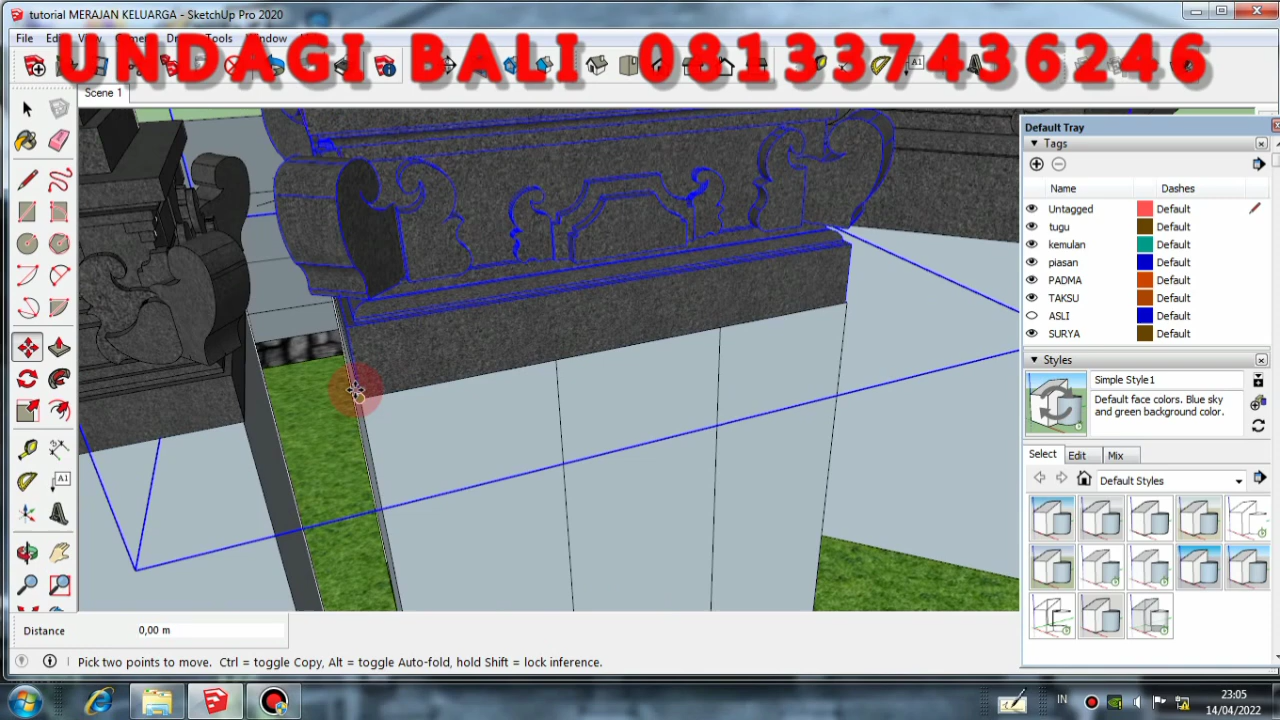 tutorial MERAJAN KELUARGA - SketchUp Pro 2020
File
Tools
Window
UNDAGI BALI 081337436246
Scene 1
Default Tray
Tags
Name
Dashes
Untagged
Default
tugu
Default
kemulan
Default
piasan
Default
PADMA
Default
TAKSU
Default
ASLI
Default
SURYA
Default
Styles
Simple Style1
Default face colors. Blue sky
and green background color.
Select
Edit
Mix
Default Styles
A1
Distance
0,00 m
Pick two points to move. Ctrl = toggle Copy, Alt = toggle Auto-fold, hold Shift = lock inference.
IN
23:05
14/04/2022